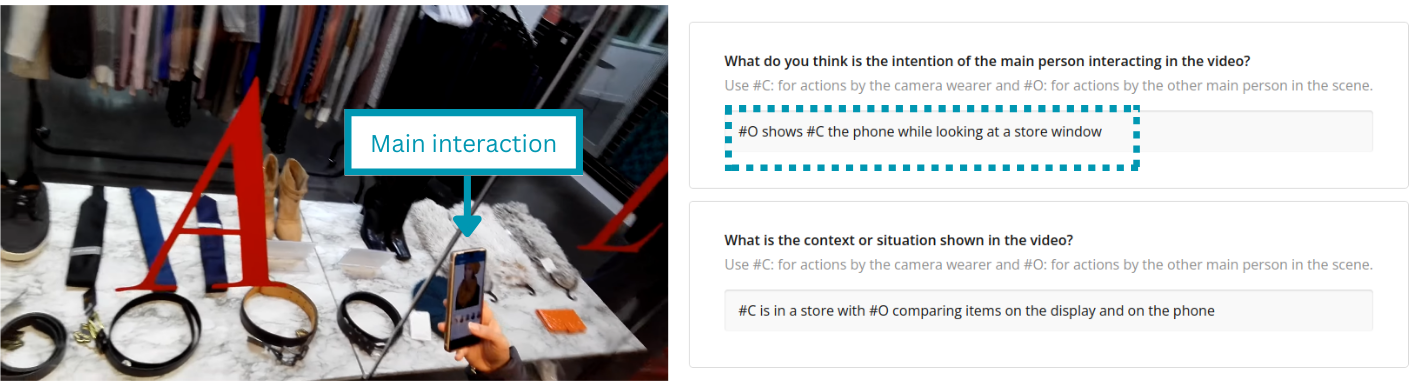 A
Main interaction
What do you think is the intention of the main person interacting in the video?
Use #C: for actions by the camera wearer and #O: for actions by the other main person in the scene.
#O shows #C the phone while looking at a store window
What is the context or situation shown in the video?
Use #C: for actions by the camera wearer and #O: for actions by the other main person in the scene.
#C is in a store with #O comparing items on the display and on the phone